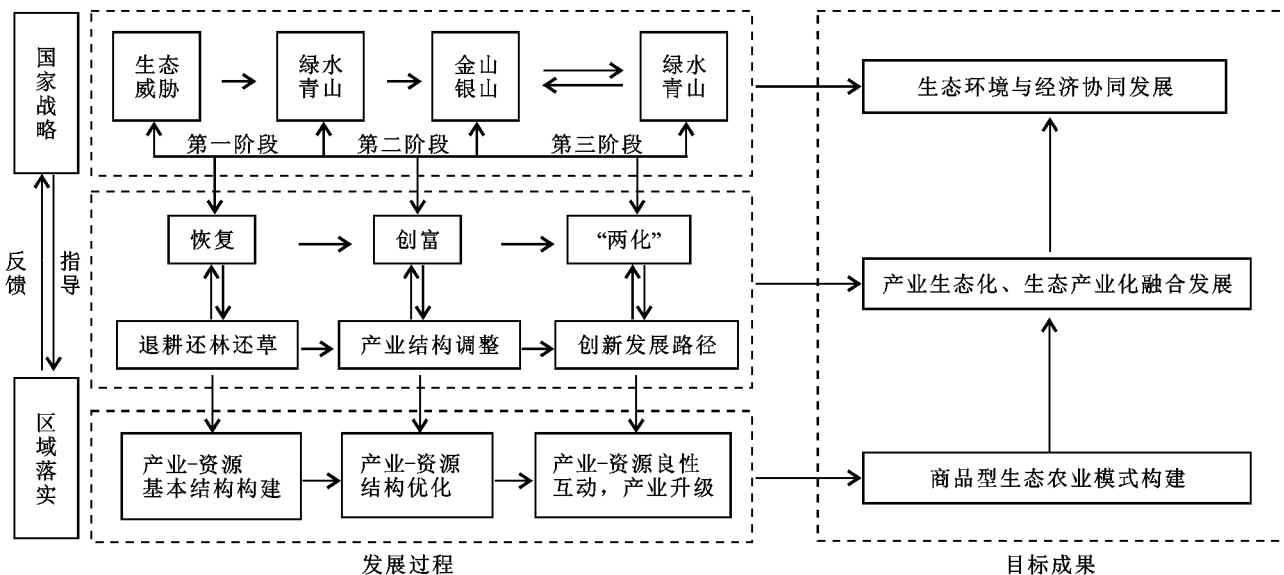 国家战略
生态
威胁
绿水
青山
金山
银山
绿水
青山
第一阶段
第二阶段
第三阶段
生态环境与经济协同发展
反馈
指导
恢复
创富
“两化”
退耕还林还草
产业结构调整
创新发展路径
产业生态化、生态产业化融合发展
区域落实
产业-资源
基本结构构建
产业-资源
结构优化
产业-资源良性
互动，产业升级
商品型生态农业模式构建
发展过程
目标成果